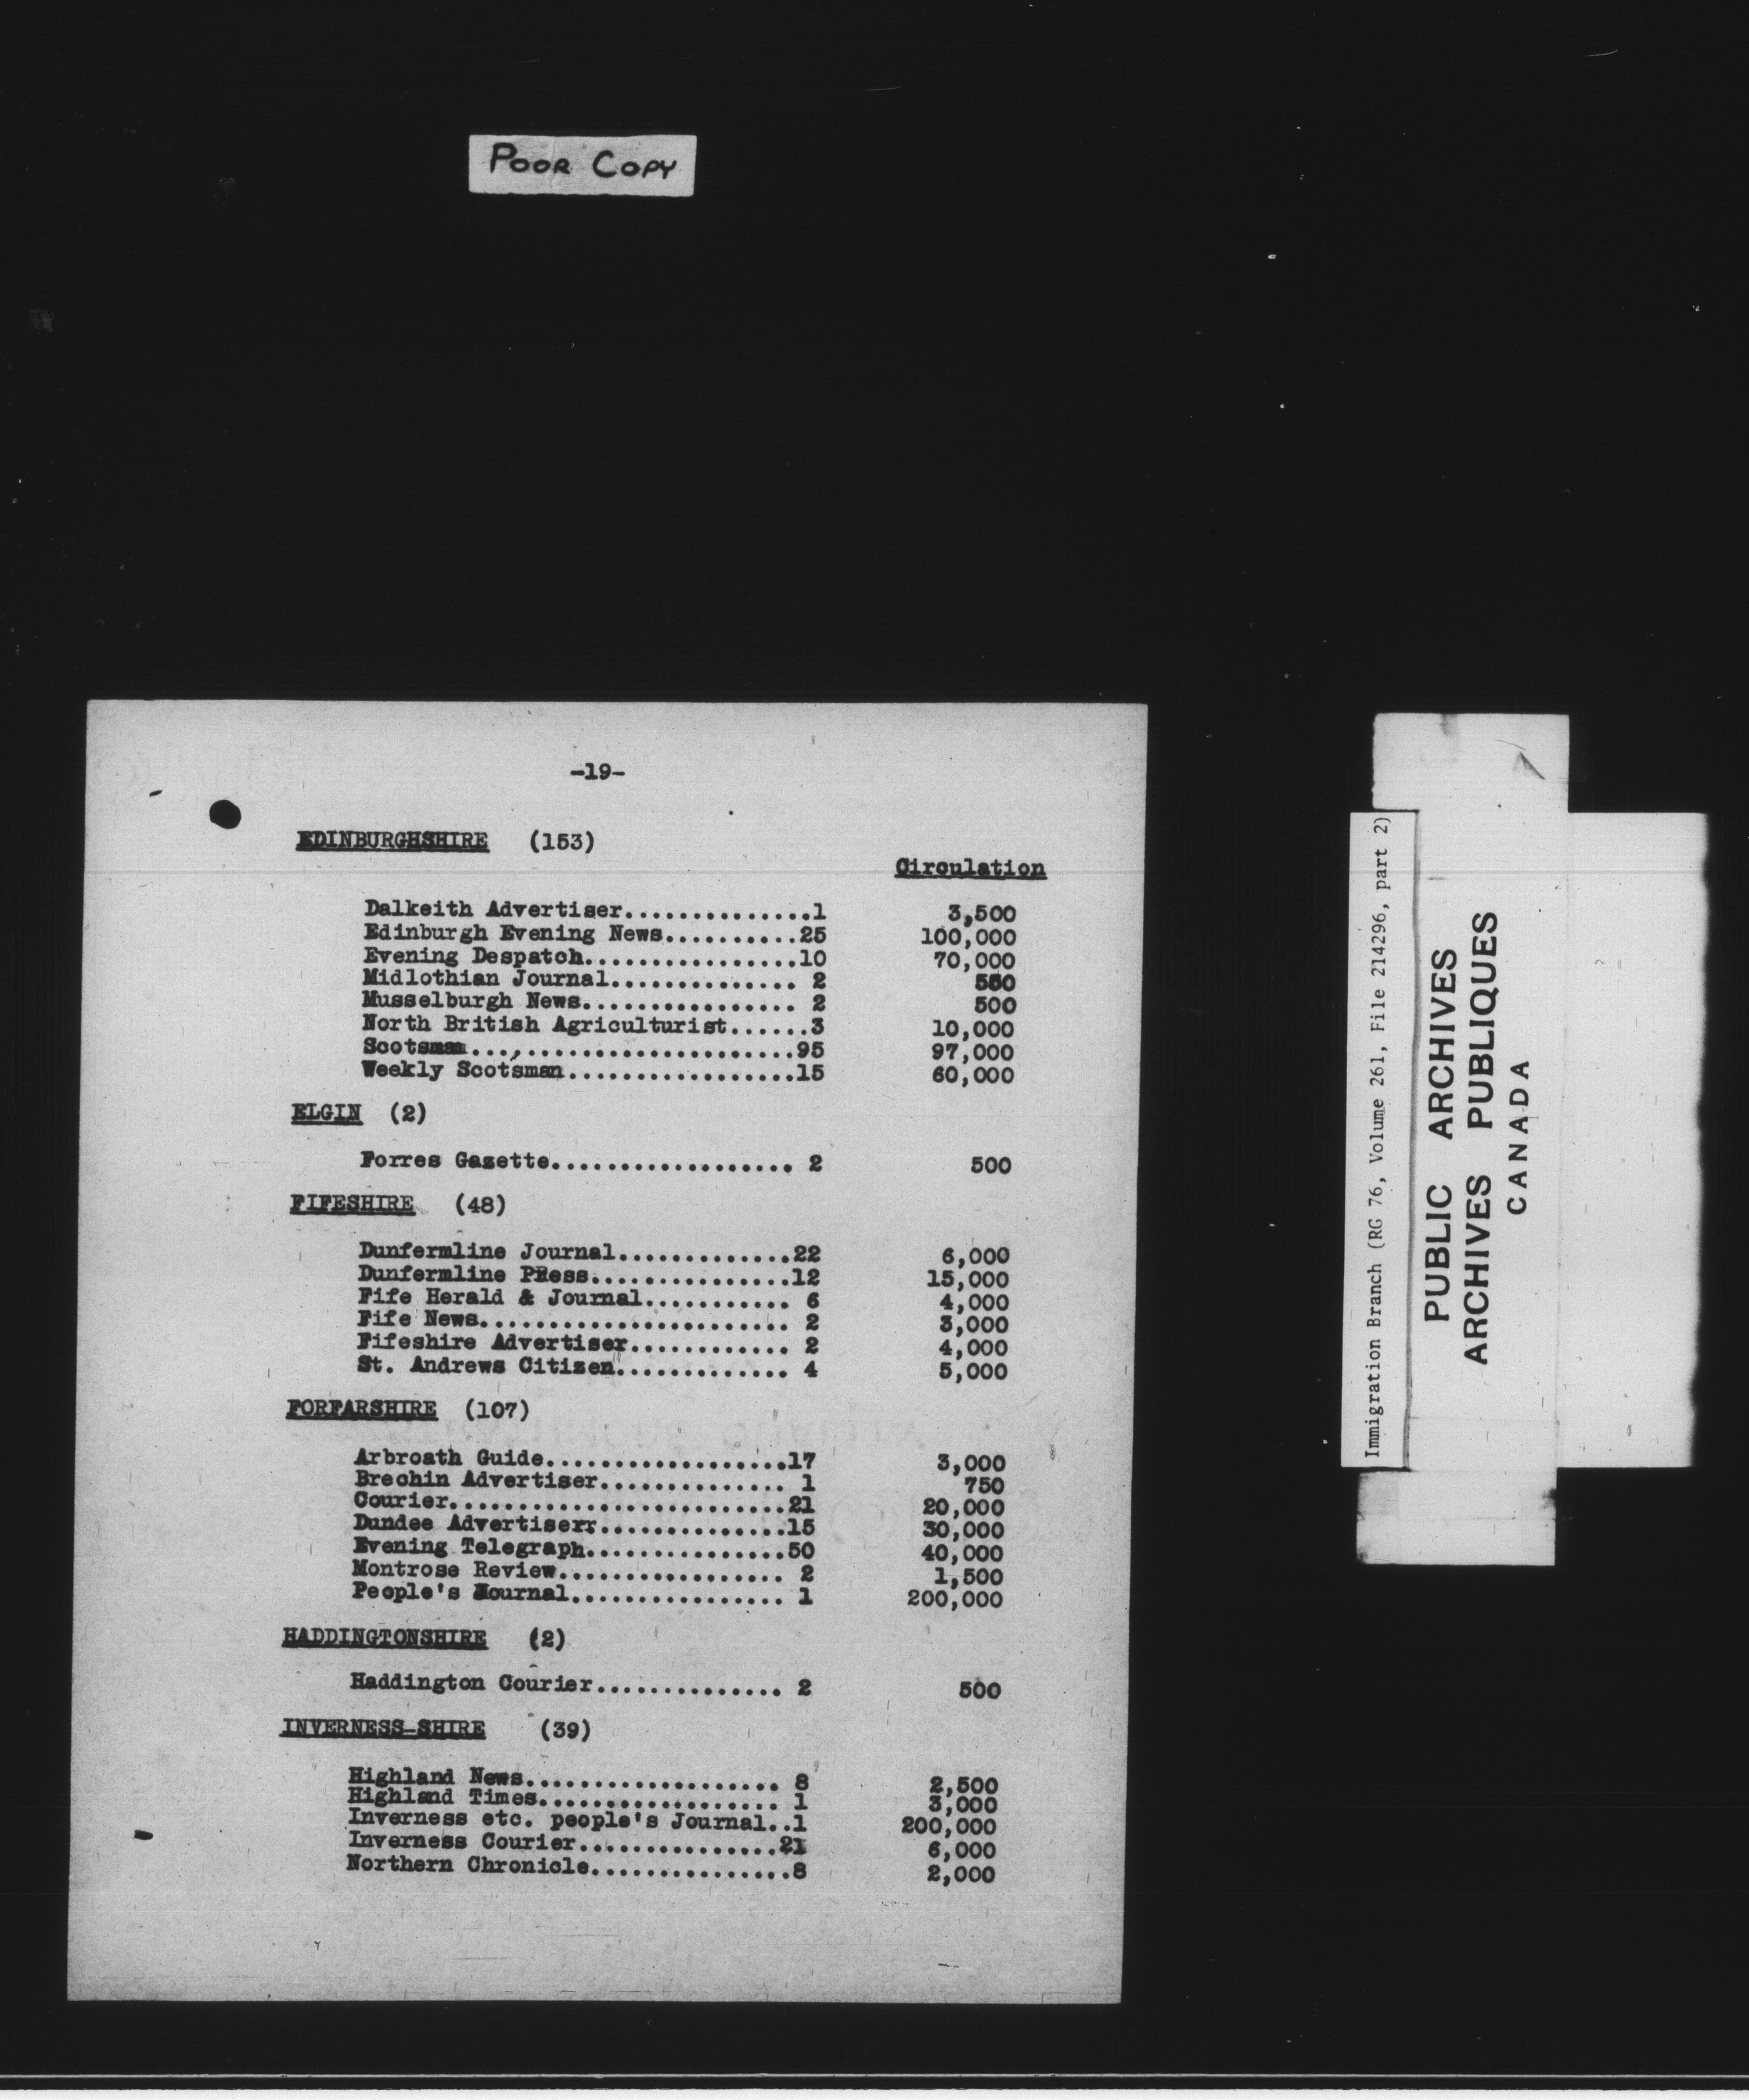 POOR COPY
-19-
EDINBURGHSHIRE (153)
Circulation
Dalkeith Advertiser..............1 3,500
Edinburgh Evening News..........25 100,000
Evening Despatch................10 70,000
Midlothian Journal.............. 2 550
Musselburgh News................ 2 500
North British Agriculturist......3 10,000
Scotsman...,....................95 97,000
Weekly Scotsman.................15 60,000
ELGIN (2)
Forres Gazette.................. 2 500
FIFESHIRE (48)
Dunfermline Journal.............22 6,000
Dunfermline PRess...............12 15,000
Fife Herald & Journal........... 6 4,000
Fife News....................... 2 3,000
Fifeshire Advertiser............ 2 4,000
St. Andrews Citizen............. 4 5,000
FORFARSHIRE (107)
Arbroath Guide..................17 3,000
Brechin Advertiser.............. 1 750
Courier.........................21 20,000
Dundee Advertiserr..............15 30,000
Evening Telegraph...............50 40,000
Montrose Review................. 2 1,500
People's Journal................ 1 200,000
HADDINGTONSHIRE (2)
Haddington Courier.............. 2 500
INVERNESS-SHIRE (39)
Highland News................... 8 2,500
Highland Times.................. 1 3,000
Inverness etc. people's Journal..1 200,000
Inverness Courier...............21 6,000
Northern Chronicle...............8 2,000
Immigration Branch (RG 76, Volume 261, File 214296, part 2)
PUBLIC ARCHIVES
ARCHIVES PUBLIQUES
CANADA